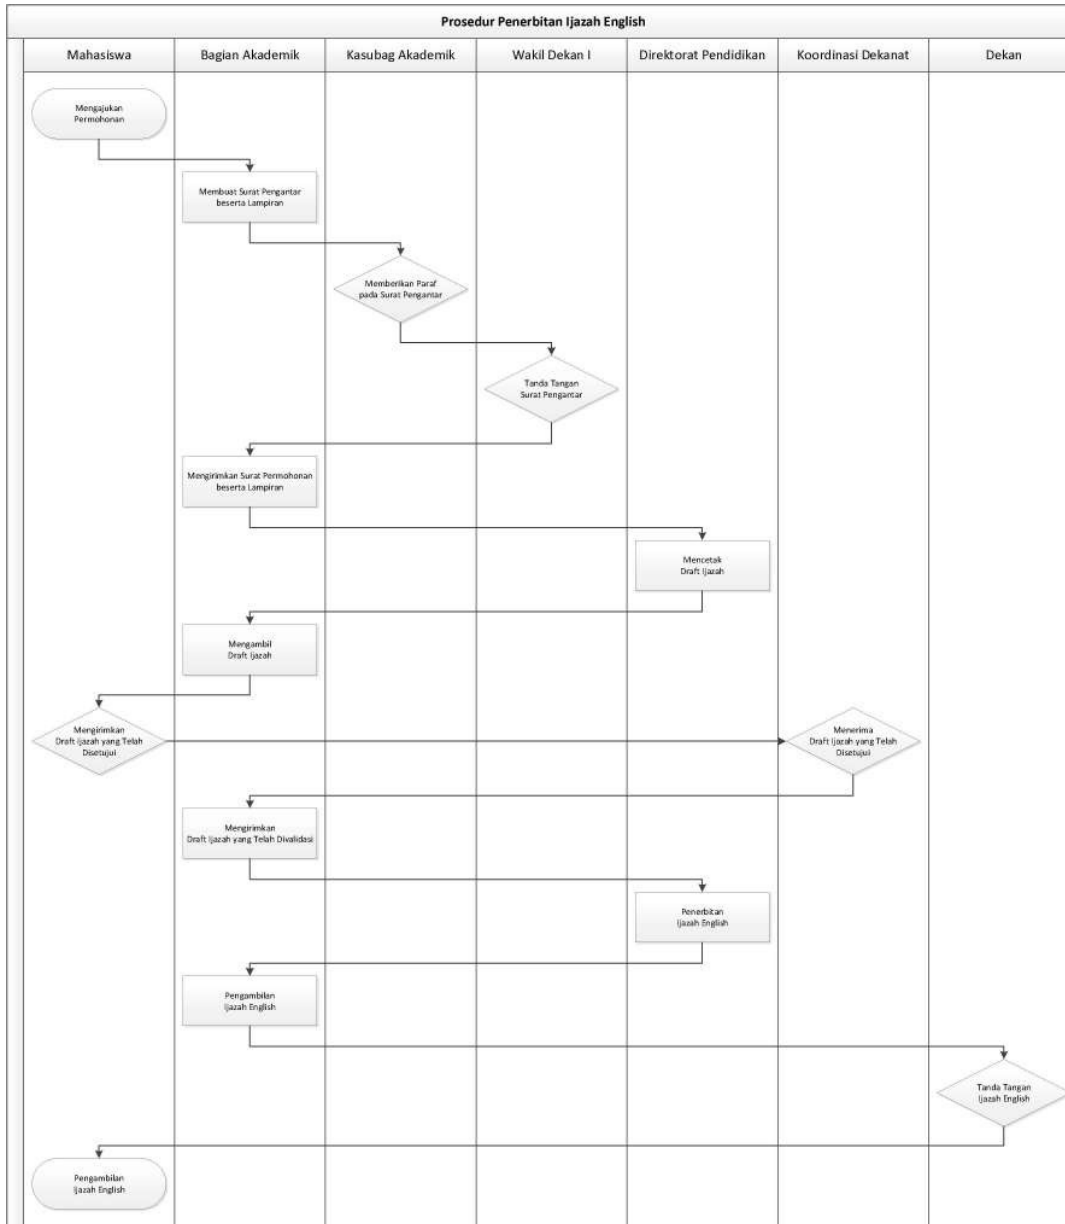 Prosedur Penerbitan Ijazah English
Mahasiswa
Bagian Akademik
Kasubag Akademik
Wakil Dekan I
Direktorat Pendidikan
Koordinasi Dekanat
Dekan
Mengajukan
Permohonan
Membuat Surat Pengantar
beserta Lampiran
Memberikan Paraf
pada Surat Pengantar
Tanda Tangan
Surat Pengantar
Mengirimkan Surat Permohonan
beserta Lampiran
Mencetak
Draft Ijazah
Mengambil
Draft Ijazah
Mengirimkan
Draft Ijazah yang Telah
Disetujui
Menerima
Draft Ijazah yang Telah
Disetujui
Mengirimkan
Draft Ijazah yang Telah Divalidasi
Penerbitan
Ijazah English
Pengambilan
Ijazah English
Tanda Tangan
Ijazah English
Pengambilan
Ijazah English